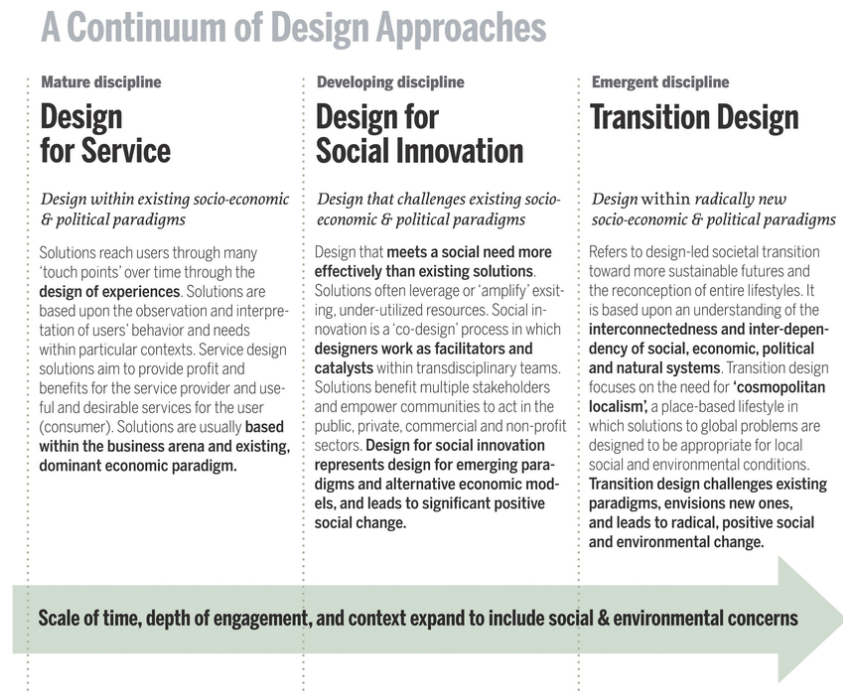 A Continuum of Design Approaches
Mature discipline
Design
for Service
Design within existing socio-economic
& political paradigms
Solutions reach users through many
‘touch points’ over time through the
design of experiences. Solutions are
based upon the observation and interpre-
tation of users’ behavior and needs
within particular contexts. Service design
solutions aim to provide profit and
benefits for the service provider and use-
ful and desirable services for the user
(consumer). Solutions are usually based
within the business arena and existing,
dominant economic paradigm.
Developing discipline
Design for
Social Innovation
Design that challenges existing socio-
economic & political paradigms
Design that meets a social need more
effectively than existing solutions.
Solutions often leverage or ‘amplify’ exsit-
ing, under-utilized resources. Social in-
novation is a ‘co-design’ process in which
designers work as facilitators and
catalysts within transdisciplinary teams.
Solutions benefit multiple stakeholders
and empower communities to act in the
public, private, commercial and non-profit
sectors. Design for social innovation
represents design for emerging para-
digms and alternative economic mod-
els, and leads to significant positive
social change.
Emergent discipline
Transition Design
Design within radically new
socio-economic & political paradigms
Refers to design-led societal transition
toward more sustainable futures and
the reconception of entire lifestyles. It
is based upon an understanding of the
interconnectedness and inter-depen-
dency of social, economic, political
and natural systems. Transition design
focuses on the need for ‘cosmopolitan
localism’, a place-based lifestyle in
which solutions to global problems are
designed to be appropriate for local
social and environmental conditions.
Transition design challenges existing
paradigms, envisions new ones,
and leads to radical, positive social
and environmental change.
Scale of time, depth of engagement, and context expand to include social & environmental concerns